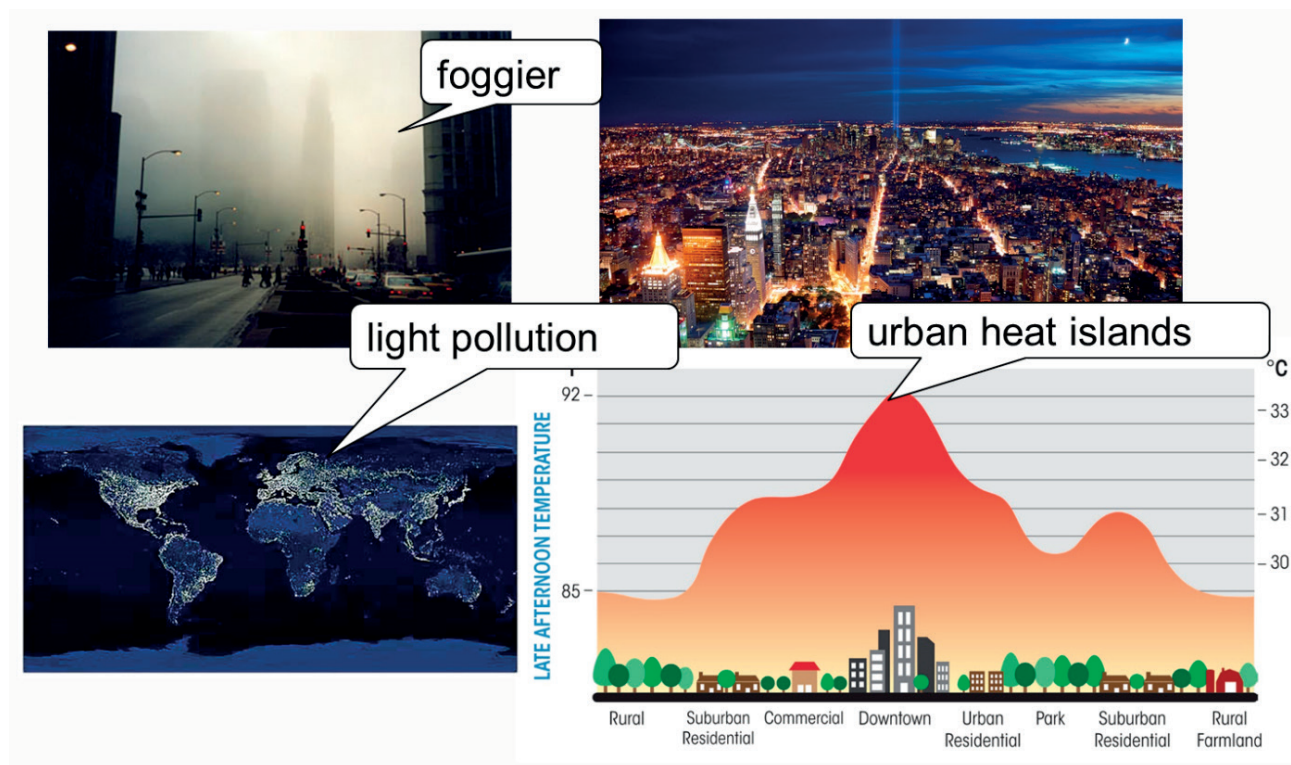 foggier
light pollution
urban heat islands
°C
92
85
33
32
31
30
LATE AFTERNOON TEMPERATURE
Rural
Suburban
Residential
Commercial
Downtown
Urban
Residential
Park
Suburban
Residential
Rural
Farmland